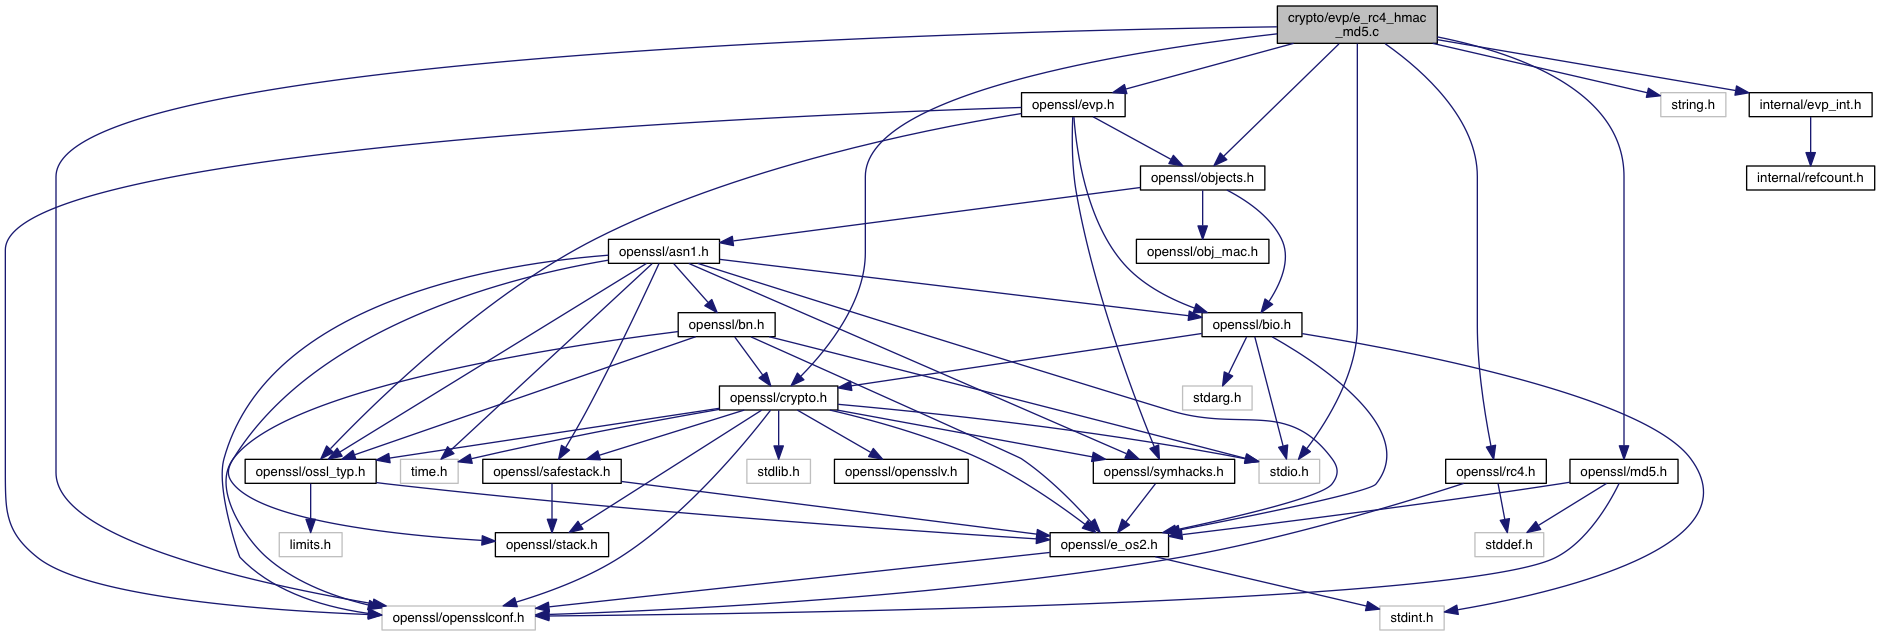 crypto/evp/e_rc4_hmac
_md5.c
openssl/evp.h
string.h
internal/evp_int.h
openssl/objects.h
internal/refcount.h
openssl/asn1.h
openssl/obj_mac.h
openssl/bn.h
openssl/bio.h
openssl/crypto.h
stdarg.h
openssl/ossl_typ.h
time.h
openssl/safestack.h
stdlib.h
openssl/opensslv.h
openssl/symhacks.h
stdio.h
openssl/rc4.h
openssl/md5.h
limits.h
openssl/stack.h
openssl/e_os2.h
stddef.h
openssl/opensslconf.h
stdint.h